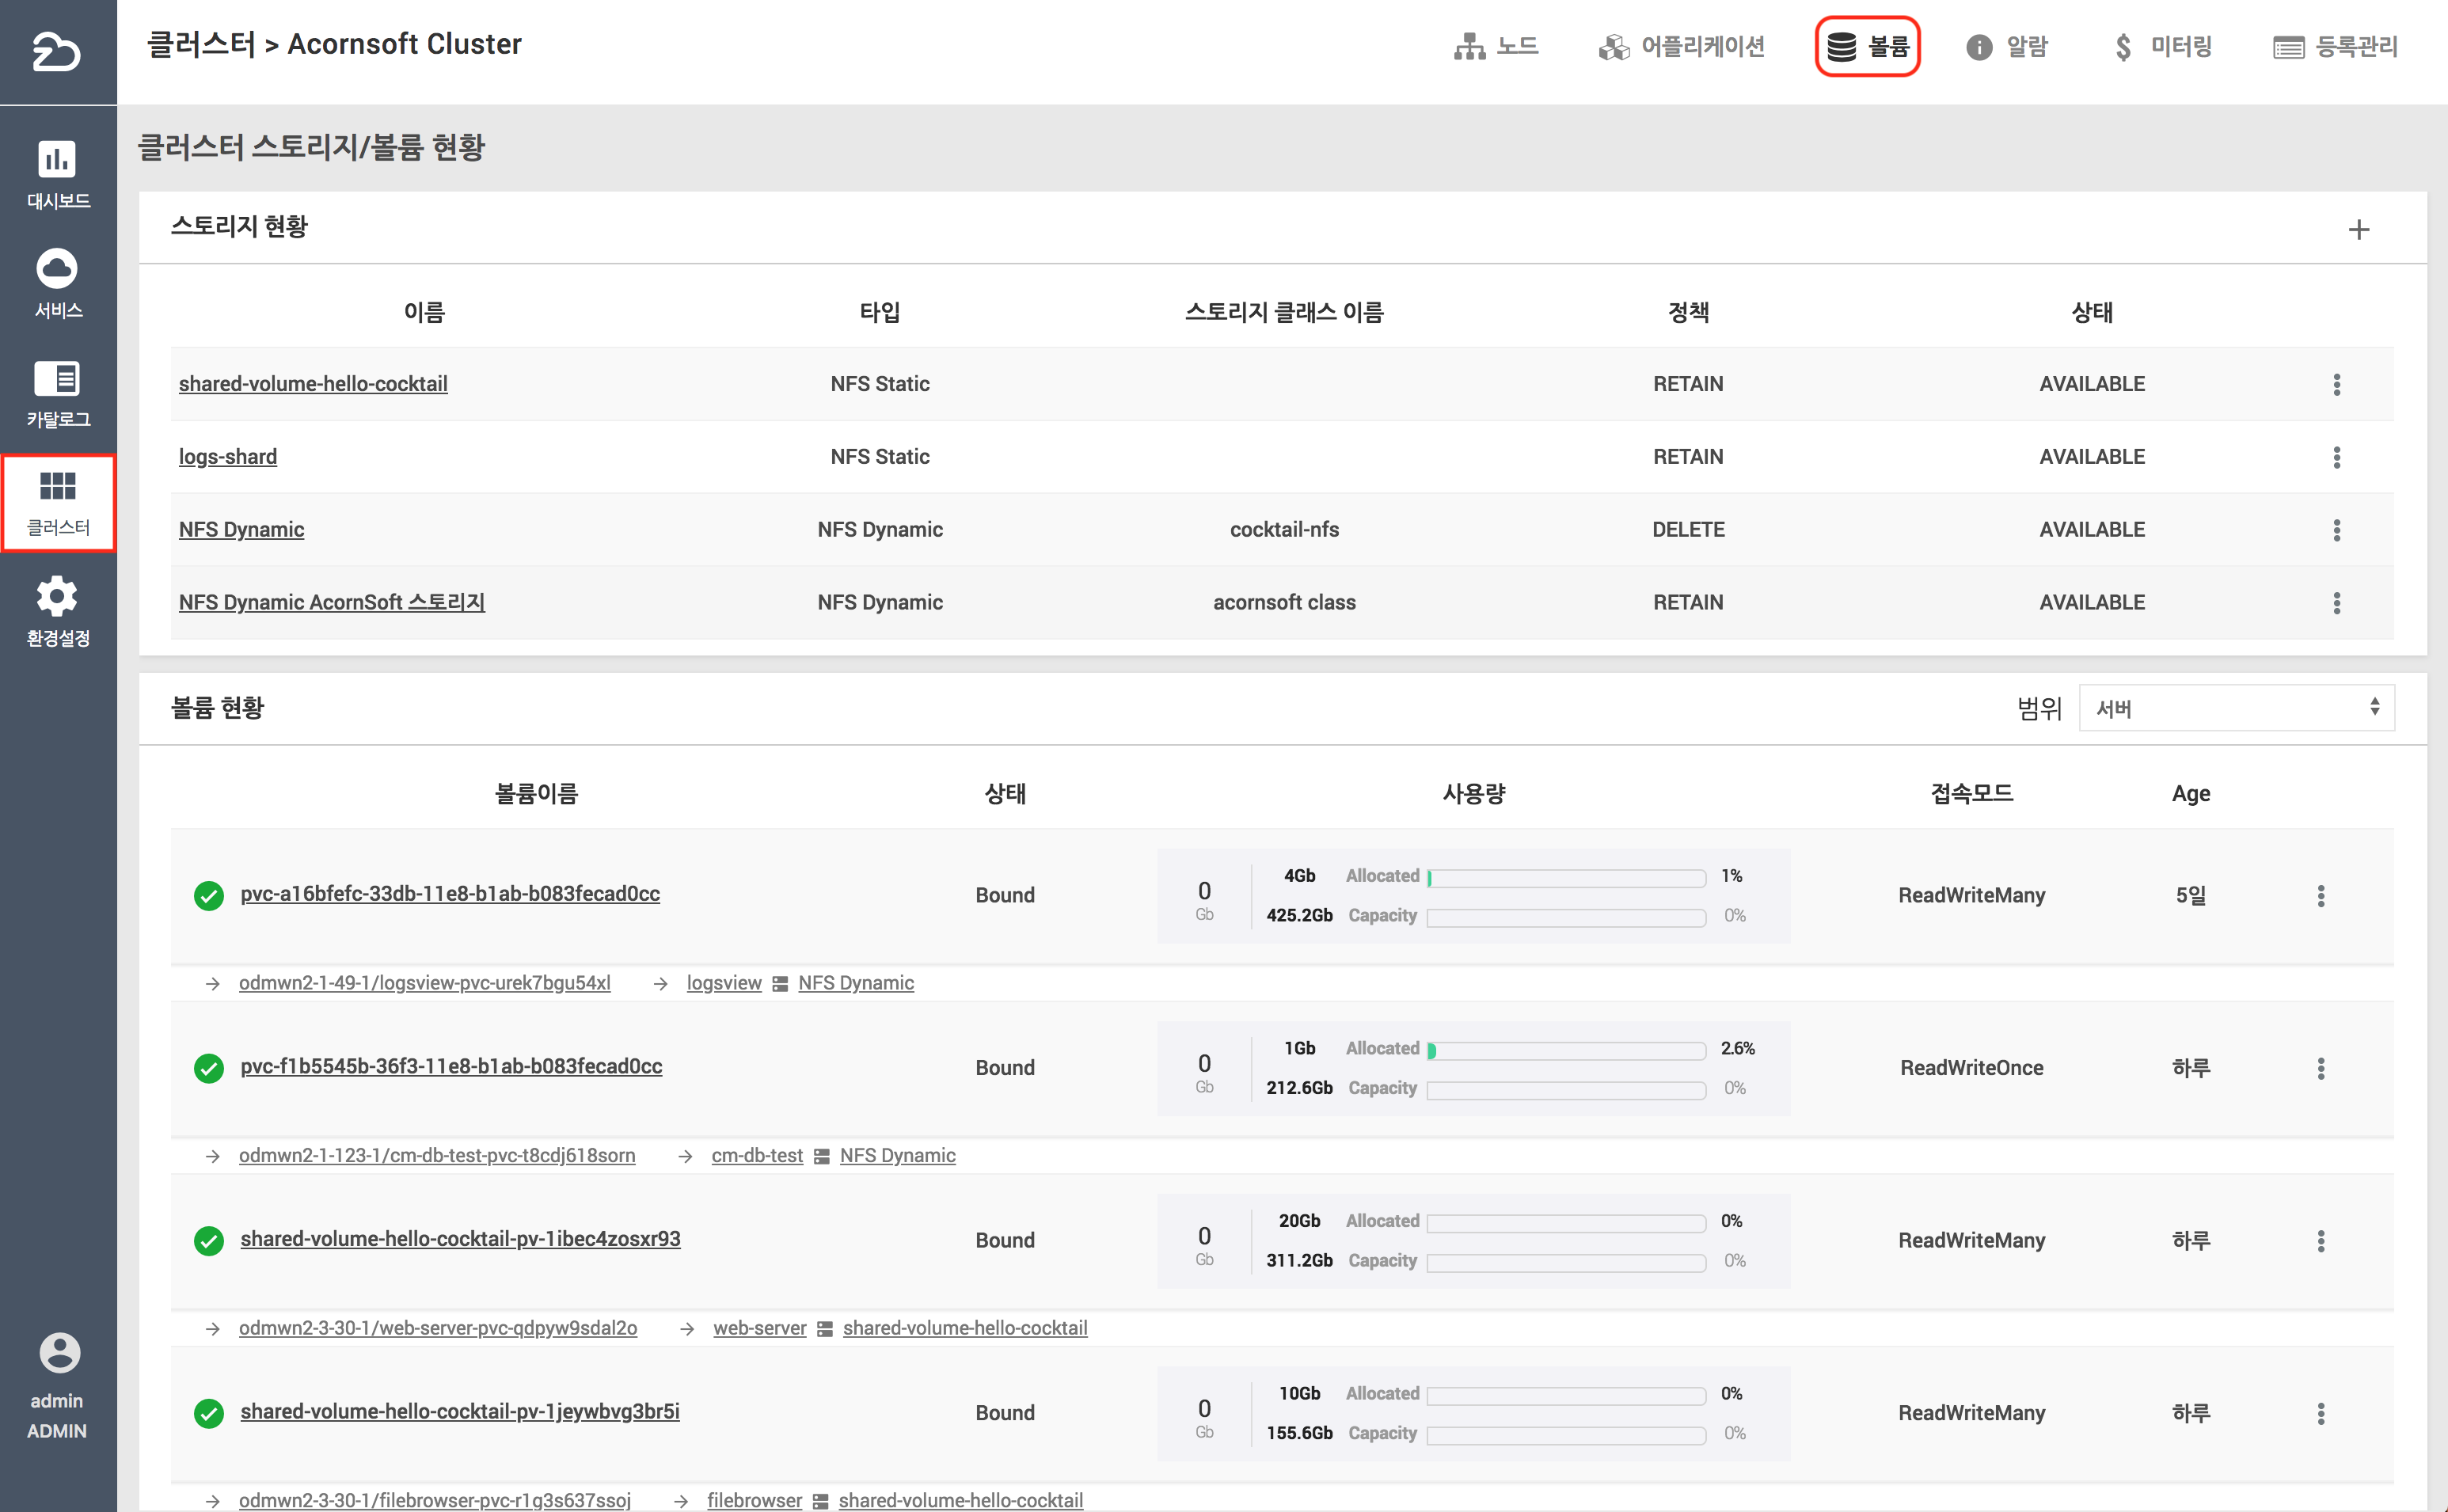 클러스터 > Acornsoft Cluster
노드 어플리케이션 볼륨 알람 미터링 등록관리
대시보드
서비스
카탈로그
클러스터
환경설정
admin
ADMIN
클러스터 스토리지/볼륨 현황
스토리지 현황
이름 타입 스토리지 클래스 이름 정책 상태
shared-volume-hello-cocktail NFS Static RETAIN AVAILABLE
logs-shard NFS Static RETAIN AVAILABLE
NFS Dynamic NFS Dynamic cocktail-nfs DELETE AVAILABLE
NFS Dynamic AcornSoft 스토리지 NFS Dynamic acornsoft class RETAIN AVAILABLE
볼륨 현황 범위 서버
볼륨이름 상태 사용량 접속모드 Age
pvc-a16bfefc-33db-11e8-b1ab-b083fecad0cc Bound 0 Gb 4Gb Allocated 1% ReadWriteMany 5일
425.2Gb Capacity 0%
odmwn2-1-49-1/logsview-pvc-urek7bgu54xl logsview NFS Dynamic
pvc-f1b5545b-36f3-11e8-b1ab-b083fecad0cc Bound 0 Gb 1Gb Allocated 2.6% ReadWriteOnce 하루
212.6Gb Capacity 0%
odmwn2-1-123-1/cm-db-test-pvc-t8cdj618sorn cm-db-test NFS Dynamic
shared-volume-hello-cocktail-pv-1ibec4zosxr93 Bound 0 Gb 20Gb Allocated 0% ReadWriteMany 하루
311.2Gb Capacity 0%
odmwn2-3-30-1/web-server-pvc-qdpyw9sdal2o web-server shared-volume-hello-cocktail
shared-volume-hello-cocktail-pv-1jeywbvg3br5i Bound 0 Gb 10Gb Allocated 0% ReadWriteMany 하루
155.6Gb Capacity 0%
odmwn2-3-30-1/filebrowser-pvc-r1g3s637ssoj filebrowser shared-volume-hello-cocktail